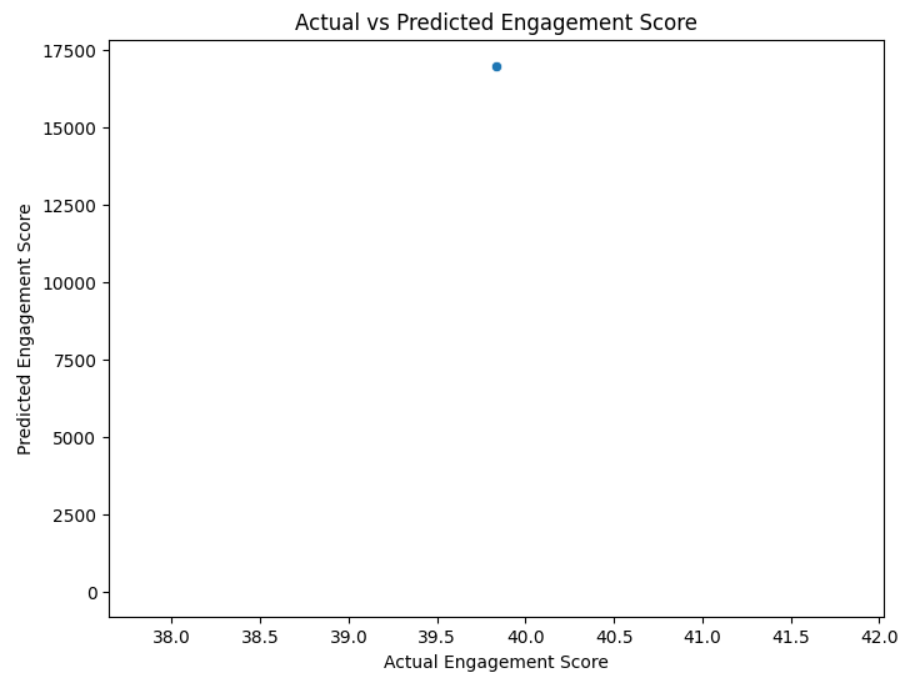 Actual vs Predicted Engagement Score
17500
15000
12500
10000
7500
5000
2500
0
Predicted Engagement Score
38.0 38.5 39.0 39.5 40.0 40.5 41.0 41.5 42.0
Actual Engagement Score